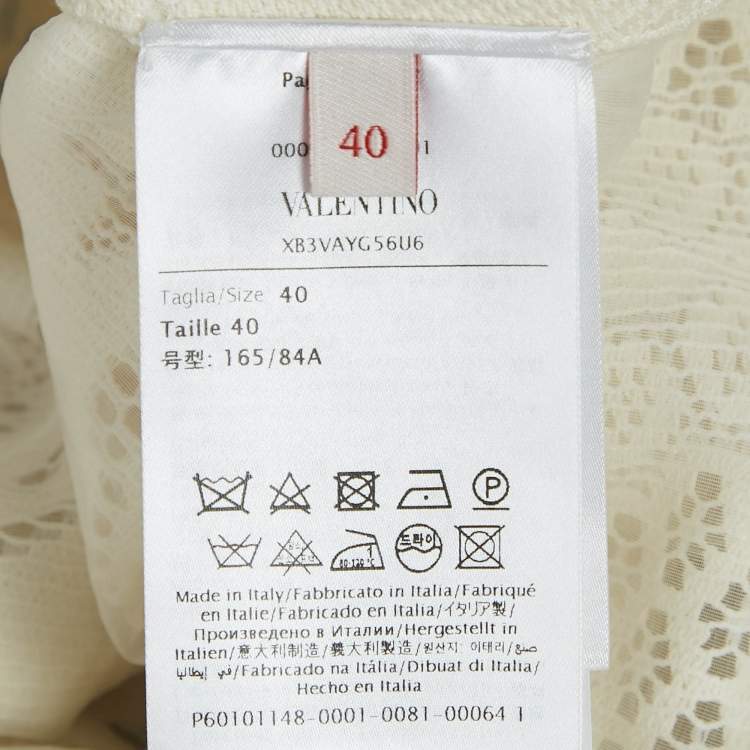 40
VALENTINO
XB3VAYG56U6
Taglia/Size 40
Taille 40
号型: 165/84A
P
1
80-120°C 드라이
Made in Italy/Fabbricato in Italia/Fabriqué
en Italie/Fabricado en Italia/イタリア製/
Произведено в Италии/Hergestellt in
Italien/意大利制造/義大利製造/원산지: 이태리/صنع
في إيطاليا/Fabricado na Itália/Dibuat di Italia/
Hecho en Italia
P60101148-0001-0081-00064 1